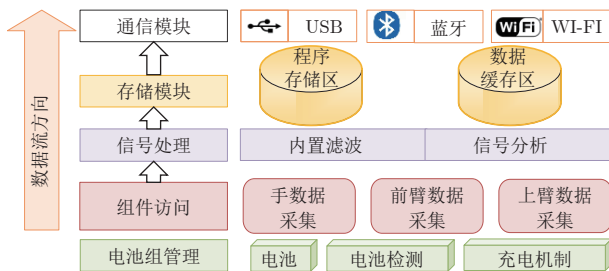 通信模块
USB
蓝牙
WiFi
WI-FI
程序
存储区
数据
缓存区
存储模块
信号处理
内置滤波
信号分析
组件访问
手数据
采集
前臂数据
采集
上臂数据
采集
电池组管理
电池
电池检测
充电机制
数据流方向